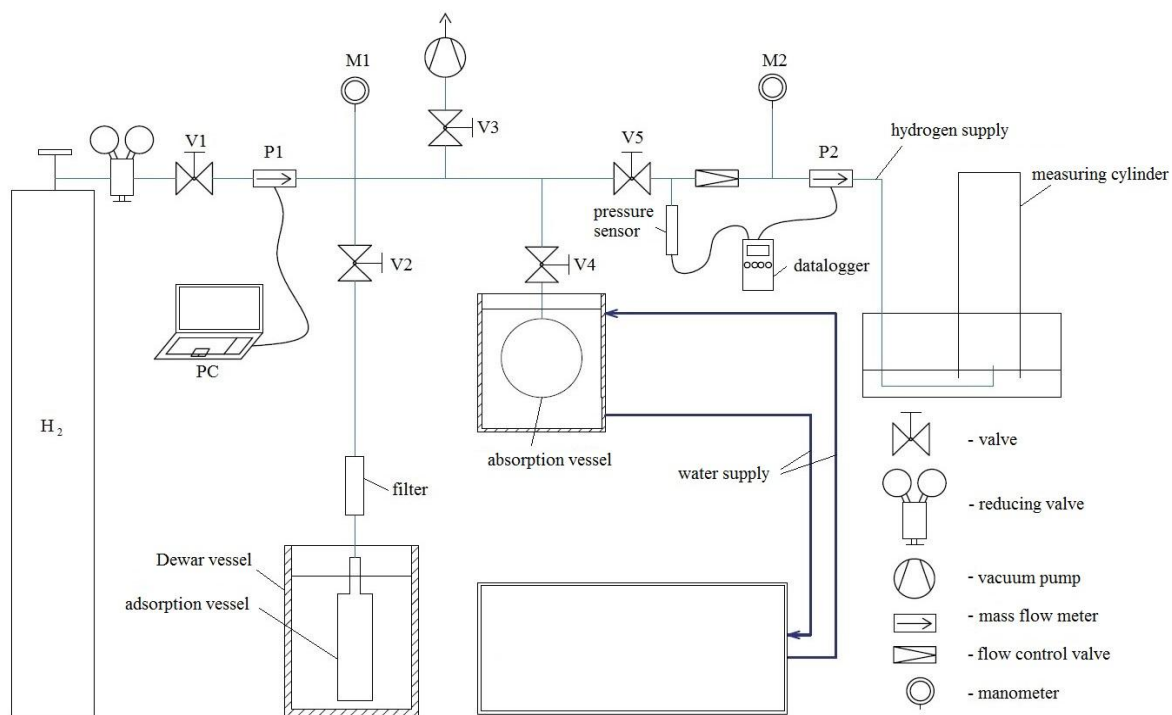 M1
V3
M2
V1
P1
V5
P2
hydrogen supply
measuring cylinder
pressure
sensor
datalogger
V2
V4
PC
H2
absorption vessel
water supply
filter
Dewar vessel
adsorption vessel
- valve
- reducing valve
- vacuum pump
- mass flow meter
- flow control valve
- manometer